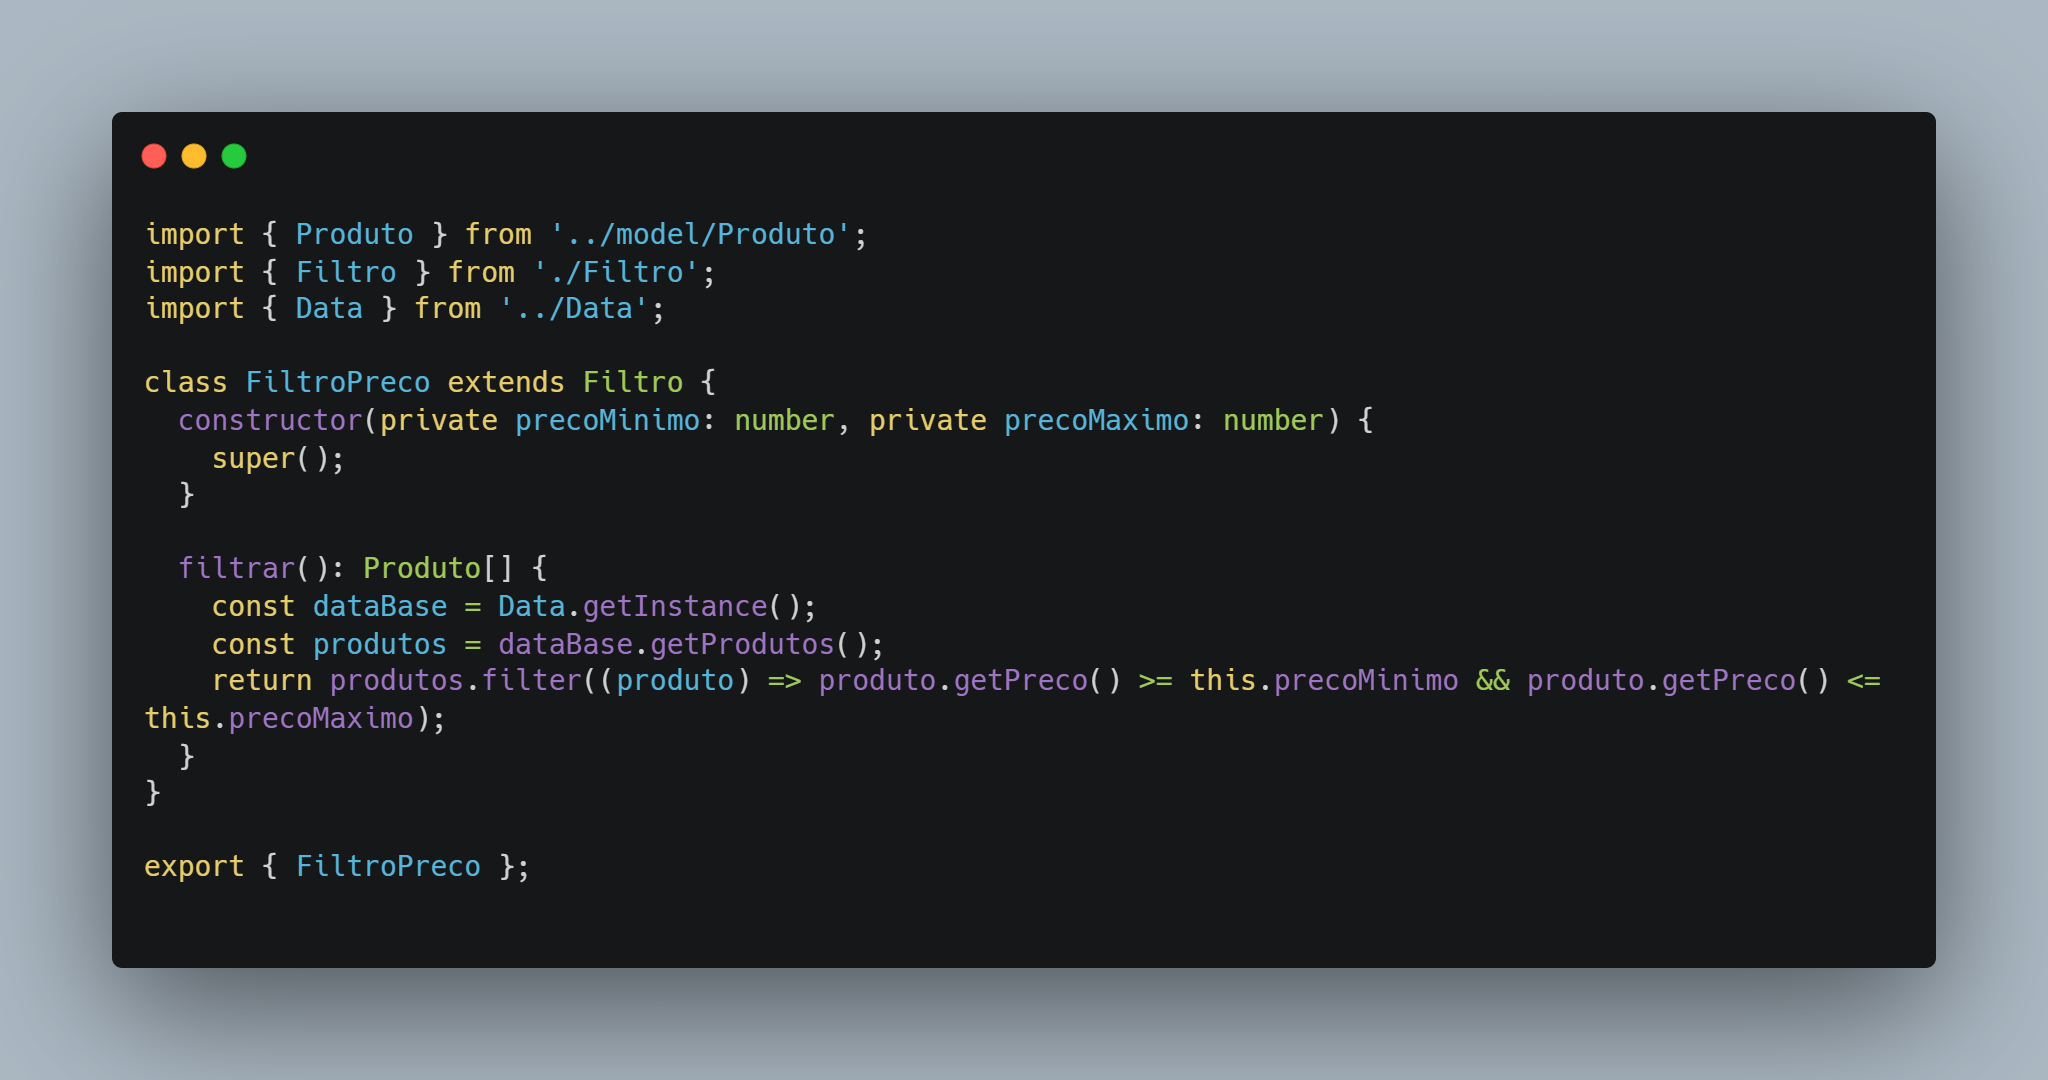 import { Produto } from '../model/Produto';
import { Filtro } from './Filtro';
import { Data } from '../Data';

class FiltroPreco extends Filtro {
  constructor(private precoMinimo: number, private precoMaximo: number) {
    super();
  }

  filtrar(): Produto[] {
    const dataBase = Data.getInstance();
    const produtos = dataBase.getProdutos();
    return produtos.filter((produto) => produto.getPreco() >= this.precoMinimo && produto.getPreco() <=
this.precoMaximo);
  }
}

export { FiltroPreco };